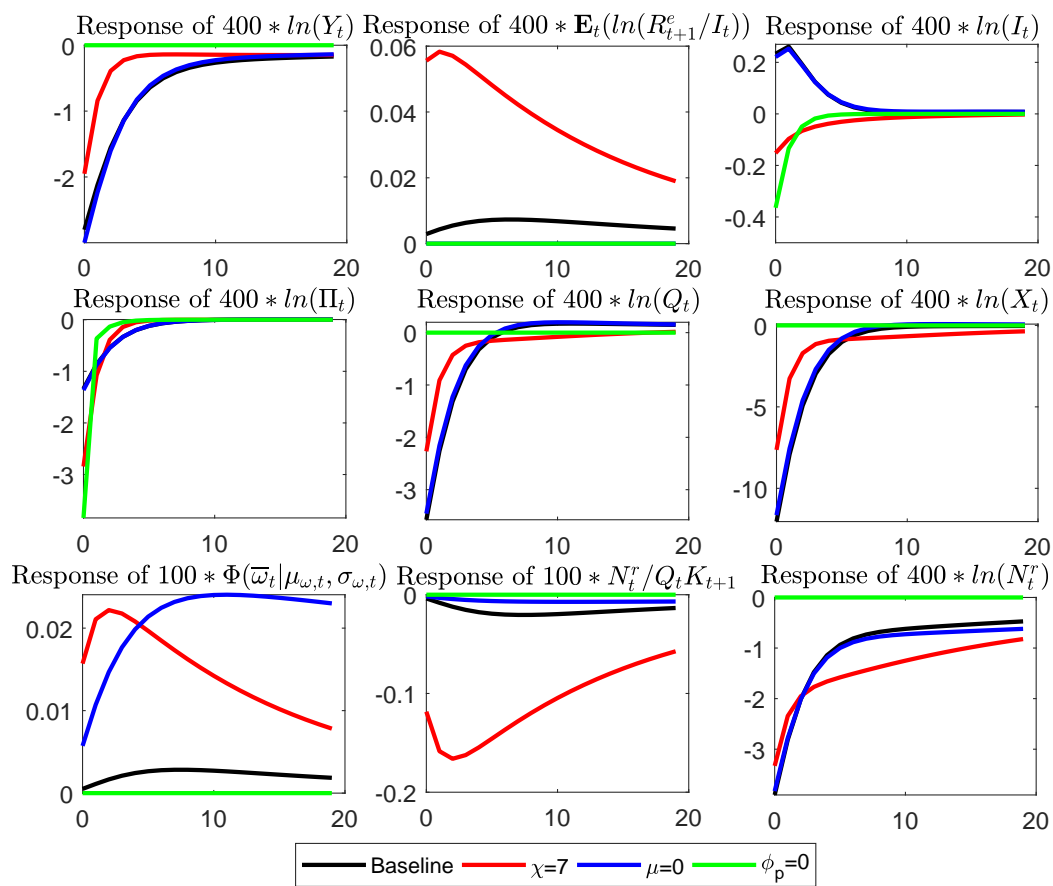 Response of 400 ∗ ln(Y_t)
Response of 400 ∗ E_t(ln(R^e_{t+1}/I_t))
Response of 400 ∗ ln(I_t)
0
-1
-2
0 10 20
0.06
0.04
0.02
0
0 10 20
0.2
0
-0.2
-0.4
0 10 20
Response of 400 ∗ ln(Π_t)
Response of 400 ∗ ln(Q_t)
Response of 400 ∗ ln(X_t)
0
-1
-2
-3
0 10 20
0
-1
-2
-3
0 10 20
0
-5
-10
0 10 20
Response of 100 ∗ Φ(ω̅_t|μ_{ω,t}, σ_{ω,t})
Response of 100 ∗ N^r_t/Q_tK_{t+1}
Response of 400 ∗ ln(N^r_t)
0.02
0.01
0
0 10 20
0
-0.1
-0.2
0 10 20
0
-1
-2
-3
0 10 20
Baseline χ=7 μ=0 ϕ_p=0